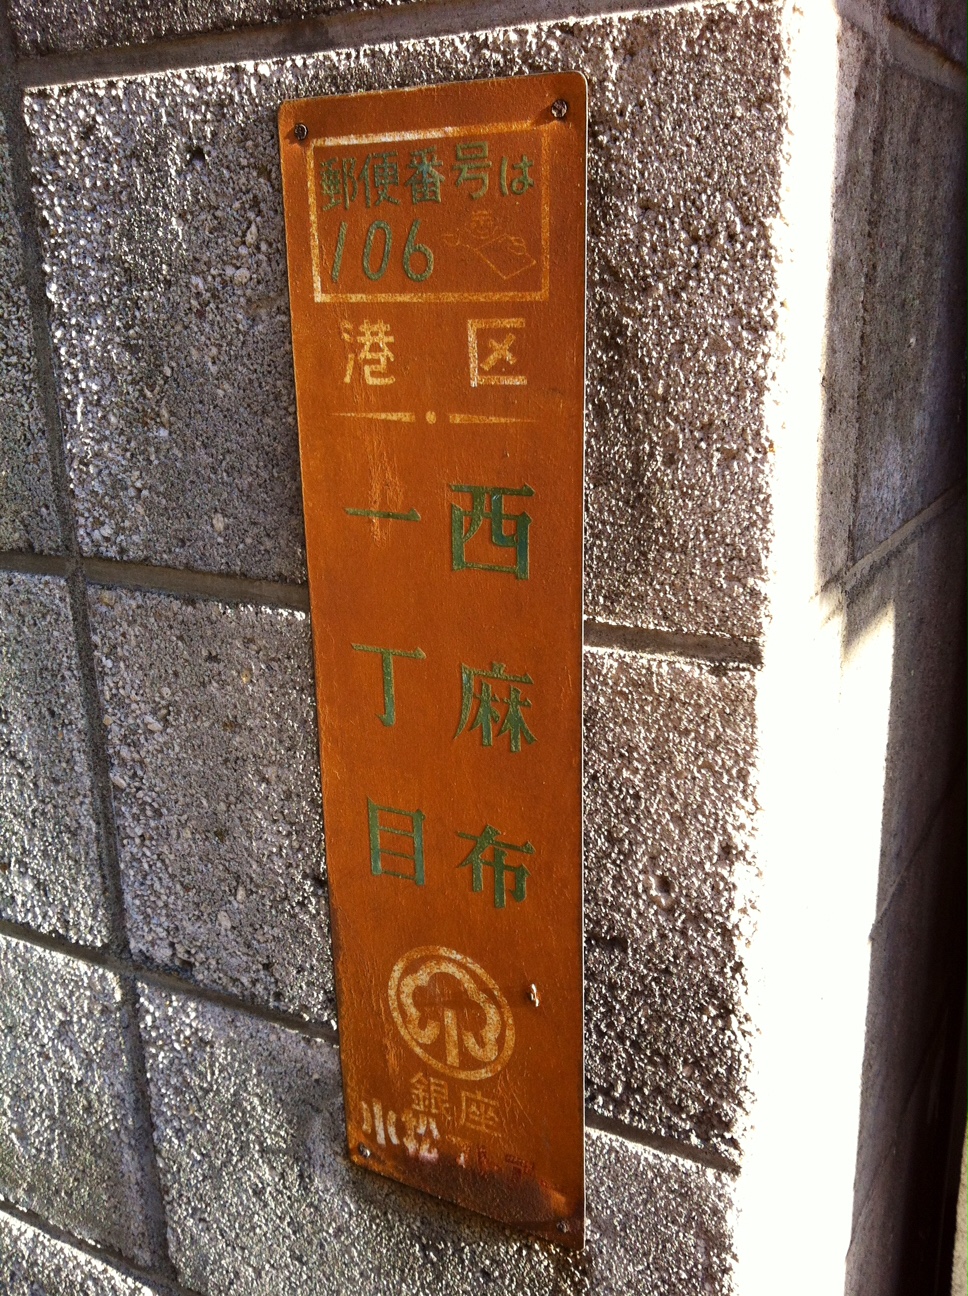 郵便番号は
106
港区
西麻布
一丁目
銀座
小松